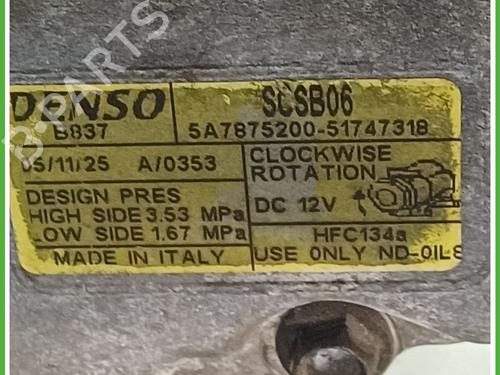 DENSO
SCSB06
B837
5A7875200-51747318
05/11/25 A/0353
CLOCKWISE
ROTATION
DESIGN PRES
HIGH SIDE 3.53 MPa
LOW SIDE 1.67 MPa
DC 12V
HFC134a
MADE IN ITALY
USE ONLY ND-OIL8
B-PARTS